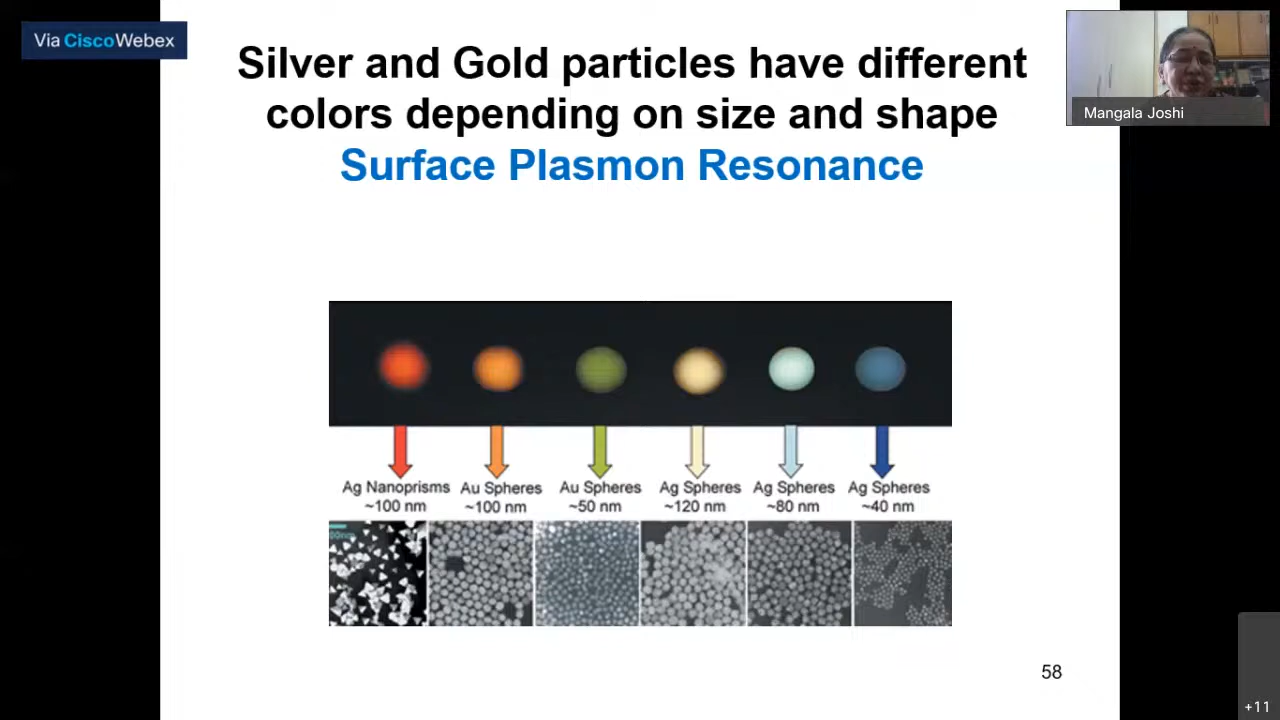 Via CiscoWebex
Silver and Gold particles have different
colors depending on size and shape
Surface Plasmon Resonance
Mangala Joshi
Ag Nanoprisms Au Spheres Au Spheres Ag Spheres Ag Spheres Ag Spheres
~100 nm ~100 nm ~50 nm ~120 nm ~80 nm ~40 nm
58
+11